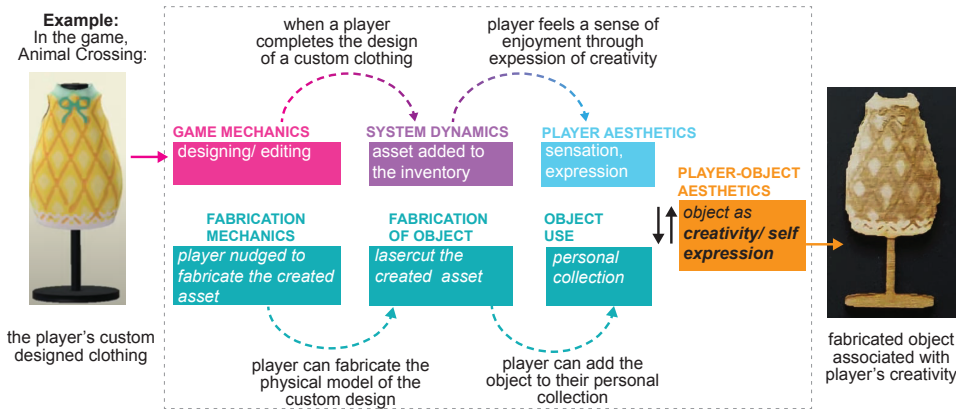 Example:
In the game,
Animal Crossing:
the player's custom
designed clothing
when a player
completes the design
of a custom clothing
player feels a sense of
enjoyment through
expession of creativity
GAME MECHANICS
designing/ editing
SYSTEM DYNAMICS
asset added to
the inventory
PLAYER AESTHETICS
sensation,
expression
PLAYER-OBJECT
AESTHETICS
object as
creativity/ self
expression
FABRICATION
MECHANICS
player nudged to
fabricate the created
asset
FABRICATION
OF OBJECT
lasercut the
created asset
OBJECT
USE
personal
collection
player can fabricate the
physical model of the
custom design
player can add the
object to their personal
collection
fabricated object
associated with
player's creativity